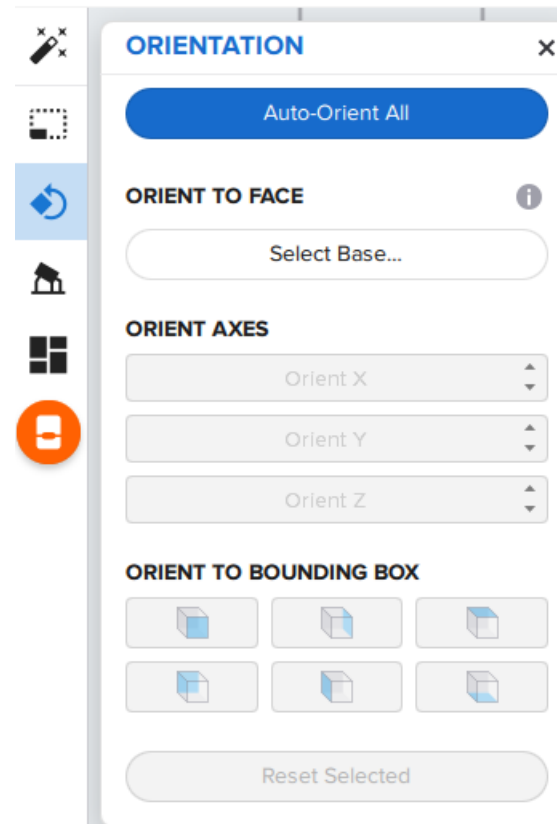 ORIENTATION
Auto-Orient All
ORIENT TO FACE
Select Base...
ORIENT AXES
Orient X
Orient Y
Orient Z
ORIENT TO BOUNDING BOX
Reset Selected